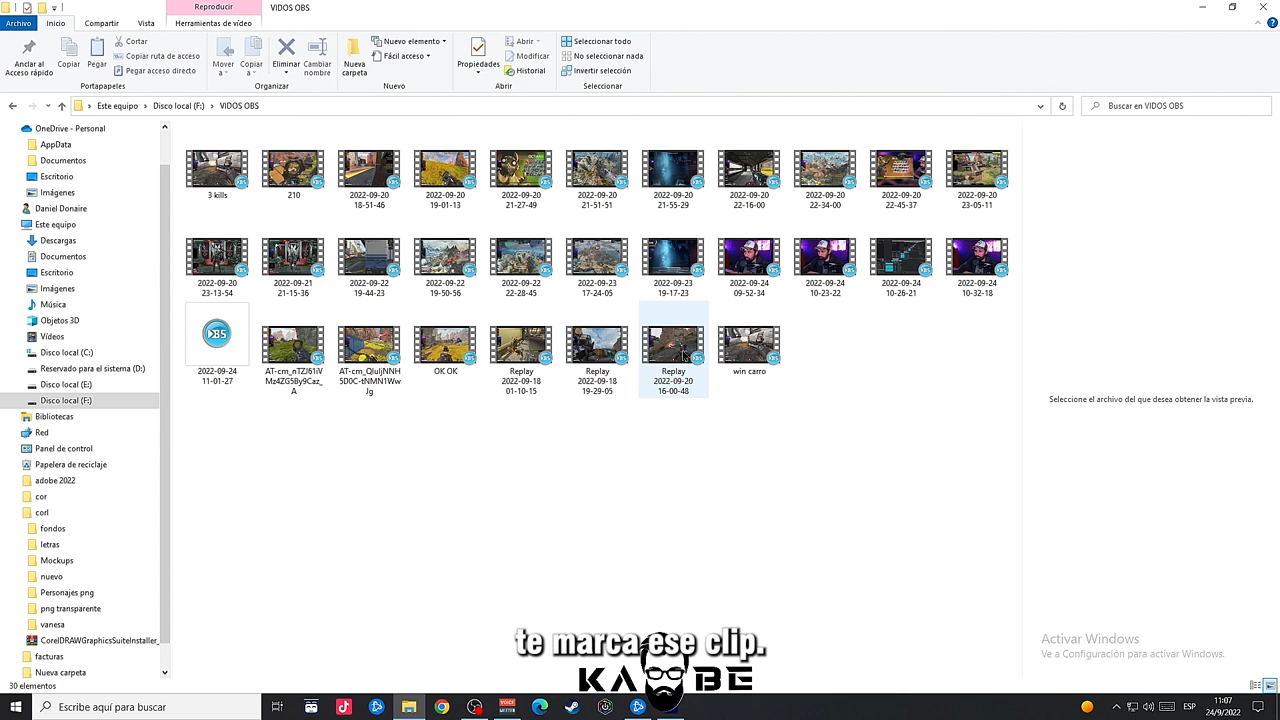 Reproducir
VIDOS OBS
Archivo
Inicio
Compartir
Vista
Herramientas de vídeo
Anclar al
Acceso rápido
Copiar
Pegar
Cortar
Copiar ruta de acceso
Pegar acceso directo
Portapapeles
Mover
a
Copiar
a
Eliminar
Cambiar
nombre
Organizar
Nueva
carpeta
Nuevo elemento
Fácil acceso
Nuevo
Propiedades
Abrir
Modificar
Historial
Abrir
Seleccionar todo
No seleccionar nada
Invertir selección
Seleccionar
Este equipo > Disco local (F:) > VIDOS OBS
Buscar en VIDOS OBS
OneDrive - Personal
AppData
Documentos
Escritorio
Imágenes
Daniel Donaire
Este equipo
Descargas
Documentos
Escritorio
Imágenes
Música
Objetos 3D
Vídeos
Disco local (C:)
Reservado para el sistema (D:)
Disco local (E:)
Disco local (F:)
Bibliotecas
Red
Panel de control
Papelera de reciclaje
adobe 2022
cor
corl
fondos
letras
Mockups
nuevo
Personajes png
png transparente
vanesa
CorelDRAWGraphicsSuiteInstaller_
facturas
Nueva carpeta
30 elementos
3 kills
210
2022-09-20
18-51-46
2022-09-20
19-01-13
2022-09-20
21-27-49
2022-09-20
21-51-51
2022-09-20
21-55-29
2022-09-20
22-16-00
2022-09-20
22-34-00
2022-09-20
22-45-37
2022-09-20
23-05-11
2022-09-20
23-13-54
2022-09-21
21-15-36
2022-09-22
19-44-23
2022-09-22
19-50-56
2022-09-22
22-28-45
2022-09-23
17-24-05
2022-09-23
19-17-23
2022-09-24
09-52-34
2022-09-24
10-23-22
2022-09-24
10-26-21
2022-09-24
10-32-18
2022-09-24
11-01-27
AT-cm_nTZJ61iV
Mz4ZG5By9Caz_
A
AT-cm_QluIjNNH
5D0C-tNMN1Ww
Jg
OK OK
Replay
2022-09-18
01-10-15
Replay
2022-09-18
19-29-05
Replay
2022-09-20
16-00-48
win carro
Seleccione el archivo del que desea obtener la vista previa.
te marca ese clip.
KABE
Activar Windows
Ve a Configuración para activar Windows.
Escribe aquí para buscar
ESP
11:07
24/9/2022